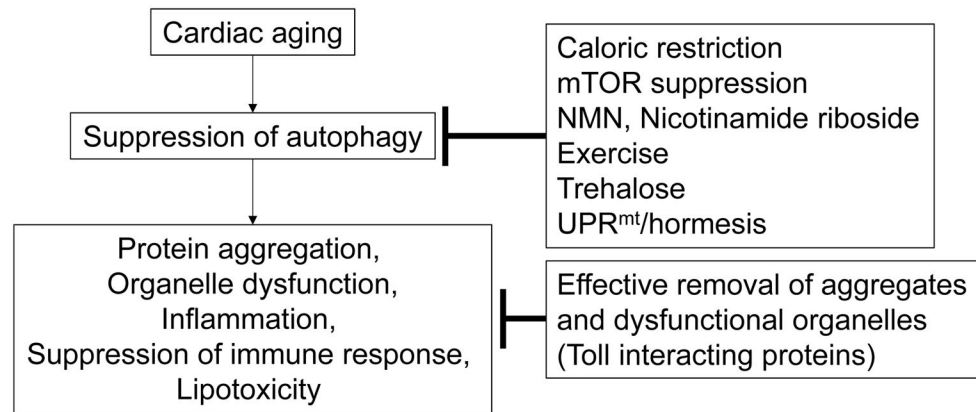 Cardiac aging
Suppression of autophagy
Protein aggregation,
Organelle dysfunction,
Inflammation,
Suppression of immune response,
Lipotoxicity
Caloric restriction
mTOR suppression
NMN, Nicotinamide riboside
Exercise
Trehalose
UPRᵐᵗ/hormesis
Effective removal of aggregates
and dysfunctional organelles
(Toll interacting proteins)